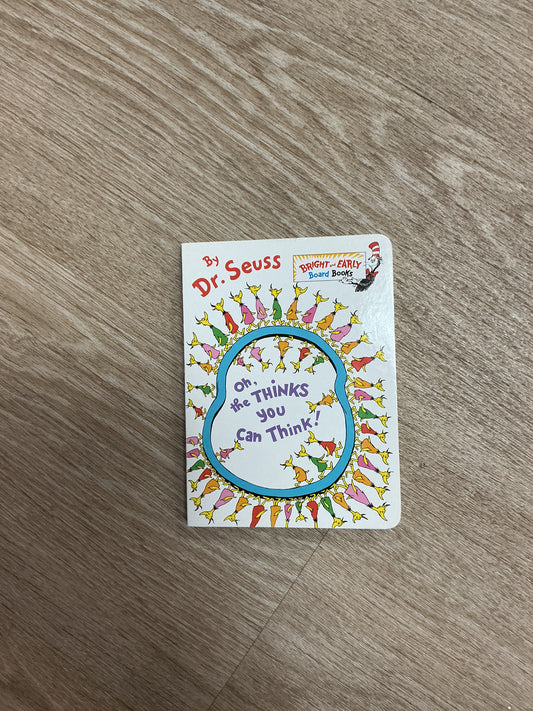 By
Dr. Seuss
BRIGHT and EARLY
Board Books
Oh,
the THINKS
you
can Think!